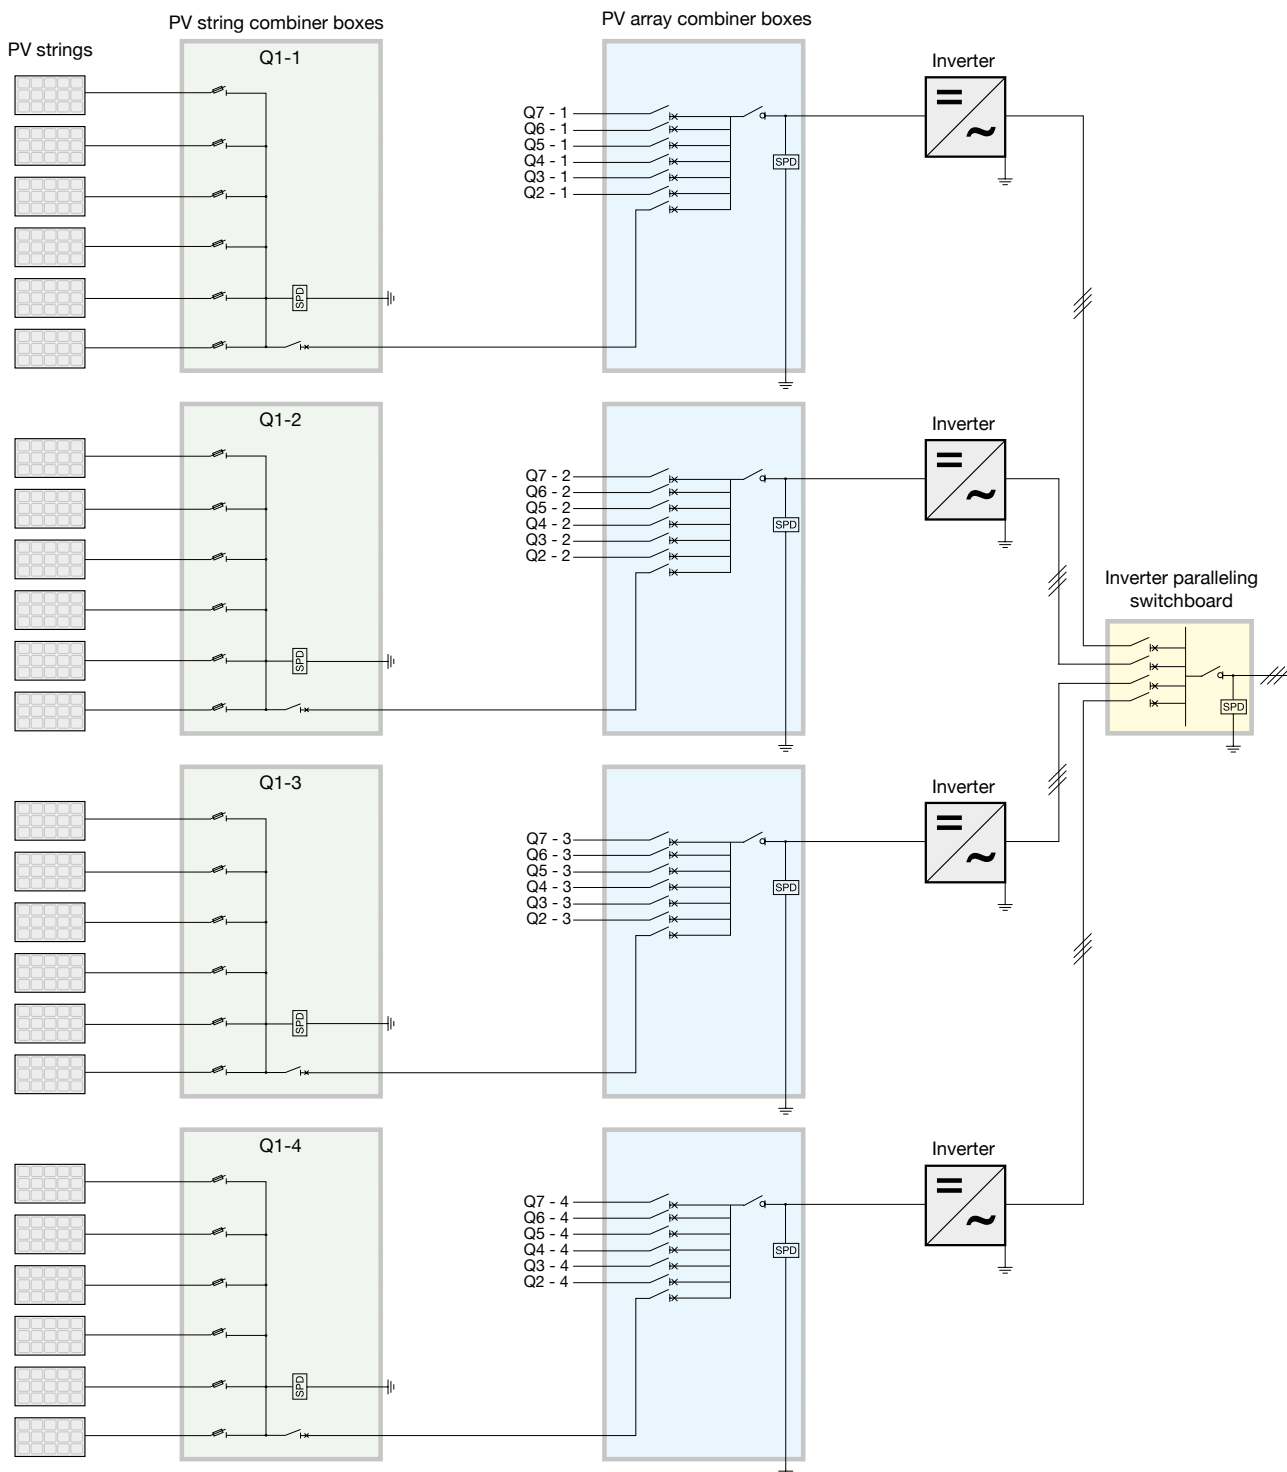 PV string combiner boxes
PV array combiner boxes
PV strings
Q1-1
Inverter
Q7 - 1
Q6 - 1
Q5 - 1
Q4 - 1
Q3 - 1
Q2 - 1
SPD
SPD
Q1-2
Inverter
Q7 - 2
Q6 - 2
Q5 - 2
Q4 - 2
Q3 - 2
Q2 - 2
SPD
SPD
Inverter paralleling
switchboard
SPD
Q1-3
Inverter
Q7 - 3
Q6 - 3
Q5 - 3
Q4 - 3
Q3 - 3
Q2 - 3
SPD
SPD
Q1-4
Inverter
Q7 - 4
Q6 - 4
Q5 - 4
Q4 - 4
Q3 - 4
Q2 - 4
SPD
SPD